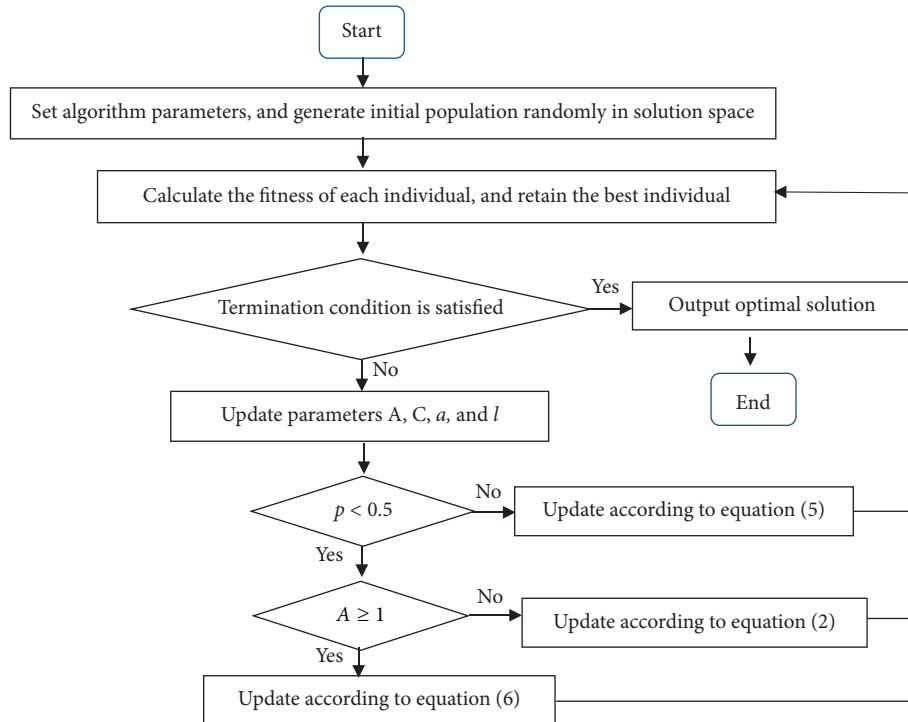 Start
Set algorithm parameters, and generate initial population randomly in solution space
Calculate the fitness of each individual, and retain the best individual
Termination condition is satisfied
Yes
Output optimal solution
End
No
Update parameters A, C, a, and l
p < 0.5
No
Update according to equation (5)
Yes
A ≥ 1
No
Update according to equation (2)
Yes
Update according to equation (6)